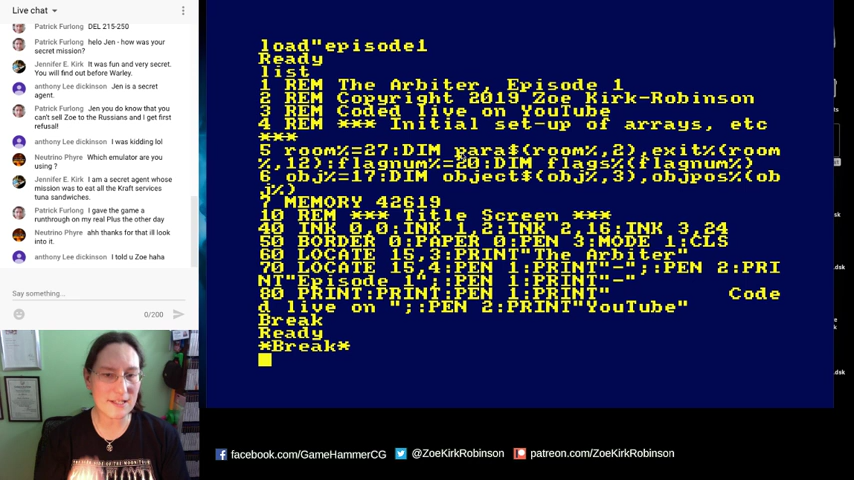 Live chat
Patrick Furlong DEL 215-250
Patrick Furlong helo Jen - how was your
secret mission?
Jennifer E. Kirk It was fun and very secret.
You will find out before Warley.
anthony Lee dickinson Jen is a secret
agent.
Patrick Furlong Jen you do know that you
can't sell Zoe to the Russians and I get first
refusal!
anthony Lee dickinson I was kidding lol
Neutrino Phyre Which emulator are you
using ?
Jennifer E. Kirk I am a secret agent whose
mission was to eat all the Kraft services
tuna sandwiches.
Patrick Furlong I gave the game a
runthrough on my real Plus the other day
Neutrino Phyre ahh thanks for that ill look
into it.
anthony Lee dickinson I told u Zoe haha
Say something...
0/200
load"episode1
Ready
list
1 REM The Arbiter, Episode 1
2 REM Copyright 2019 Zoe Kirk-Robinson
3 REM Coded live on YouTube
4 REM *** Initial set-up of arrays, etc
***
5 room%=27:DIM para$(room%,2),exit%(room
%,12):flagnum%=20:DIM flags%(flagnum%)
6 obj%=17:DIM object$(obj%,3),objpos%(ob
j%)
7 MEMORY 42619
10 REM *** Title Screen ***
40 INK 0,0:INK 1,2:INK 2,16:INK 3,24
50 BORDER 0:PAPER 0:PEN 3:MODE 1:CLS
60 LOCATE 15,3:PRINT"The Arbiter"
70 LOCATE 15,4:PEN 1:PRINT"-";:PEN 2:PRI
NT"Episode 1";:PEN 1:PRINT"-"
80 PRINT:PRINT:PEN 1:PRINT" Code
d live on ";:PEN 2:PRINT"YouTube"
Break
Ready
*Break*
.dsk
.dsk
.dsk
facebook.com/GameHammerCG @ZoeKirkRobinson patreon.com/ZoeKirkRobinson